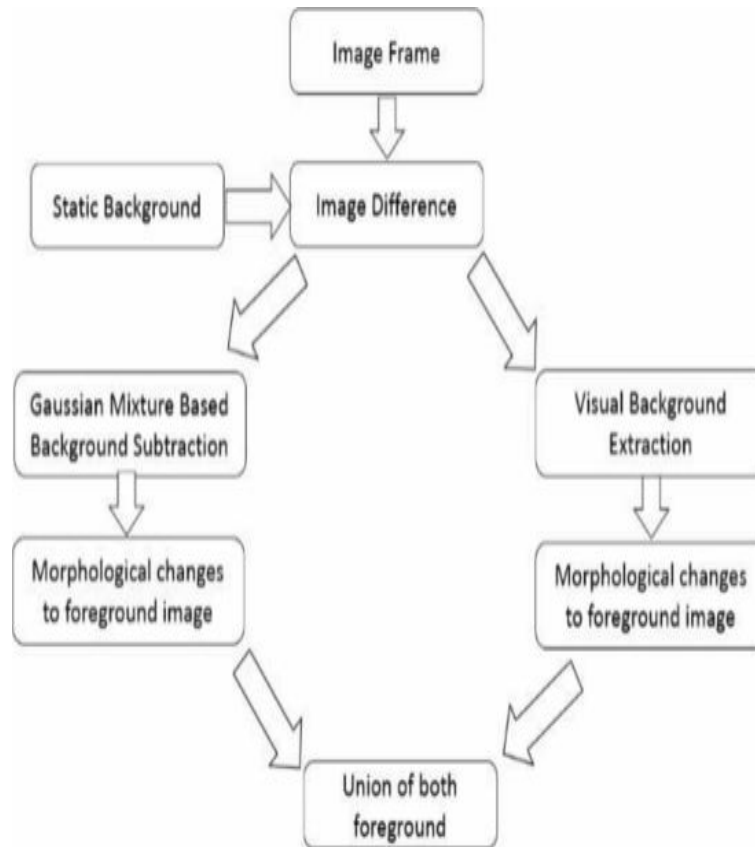 Image Frame
Static Background
Image Difference
Gaussian Mixture Based
Background Subtraction
Visual Background
Extraction
Morphological changes
to foreground image
Morphological changes
to foreground image
Union of both
foreground